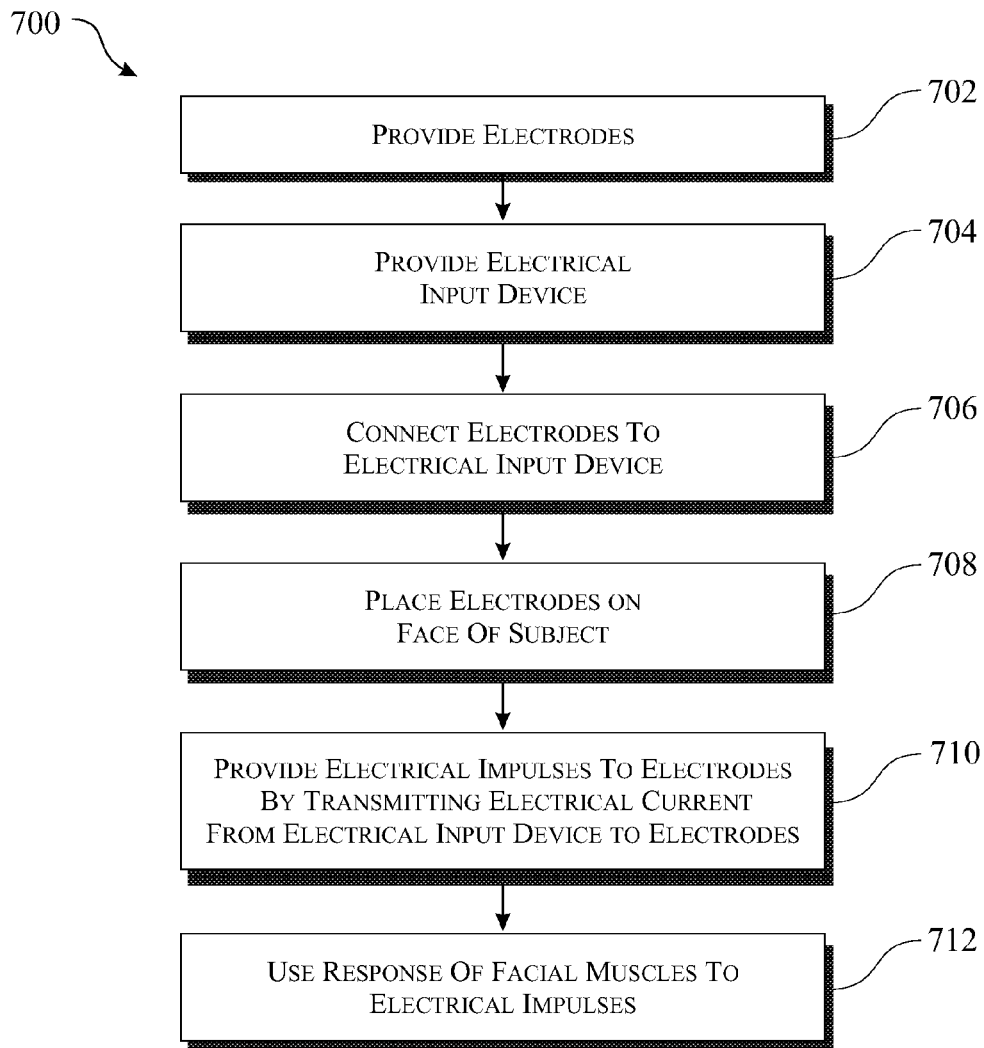 700
702
PROVIDE ELECTRODES
704
PROVIDE ELECTRICAL
INPUT DEVICE
706
CONNECT ELECTRODES TO
ELECTRICAL INPUT DEVICE
708
PLACE ELECTRODES ON
FACE OF SUBJECT
710
PROVIDE ELECTRICAL IMPULSES TO ELECTRODES
BY TRANSMITTING ELECTRICAL CURRENT
FROM ELECTRICAL INPUT DEVICE TO ELECTRODES
712
USE RESPONSE OF FACIAL MUSCLES TO
ELECTRICAL IMPULSES